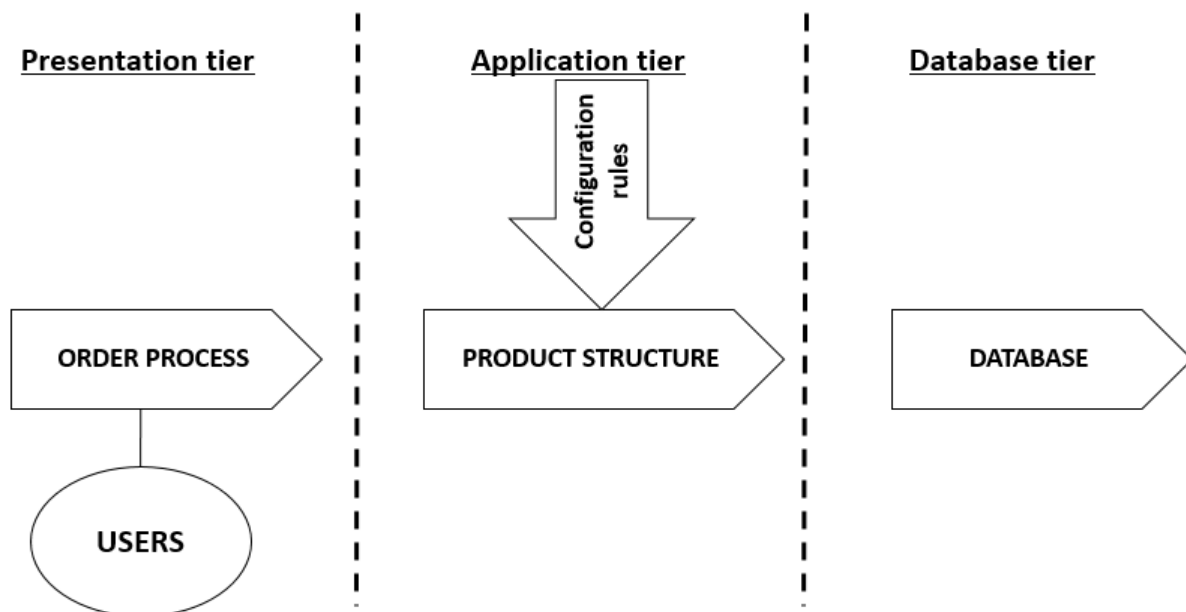 Presentation tier
Application tier
Database tier
Configuration
rules
ORDER PROCESS
PRODUCT STRUCTURE
DATABASE
USERS